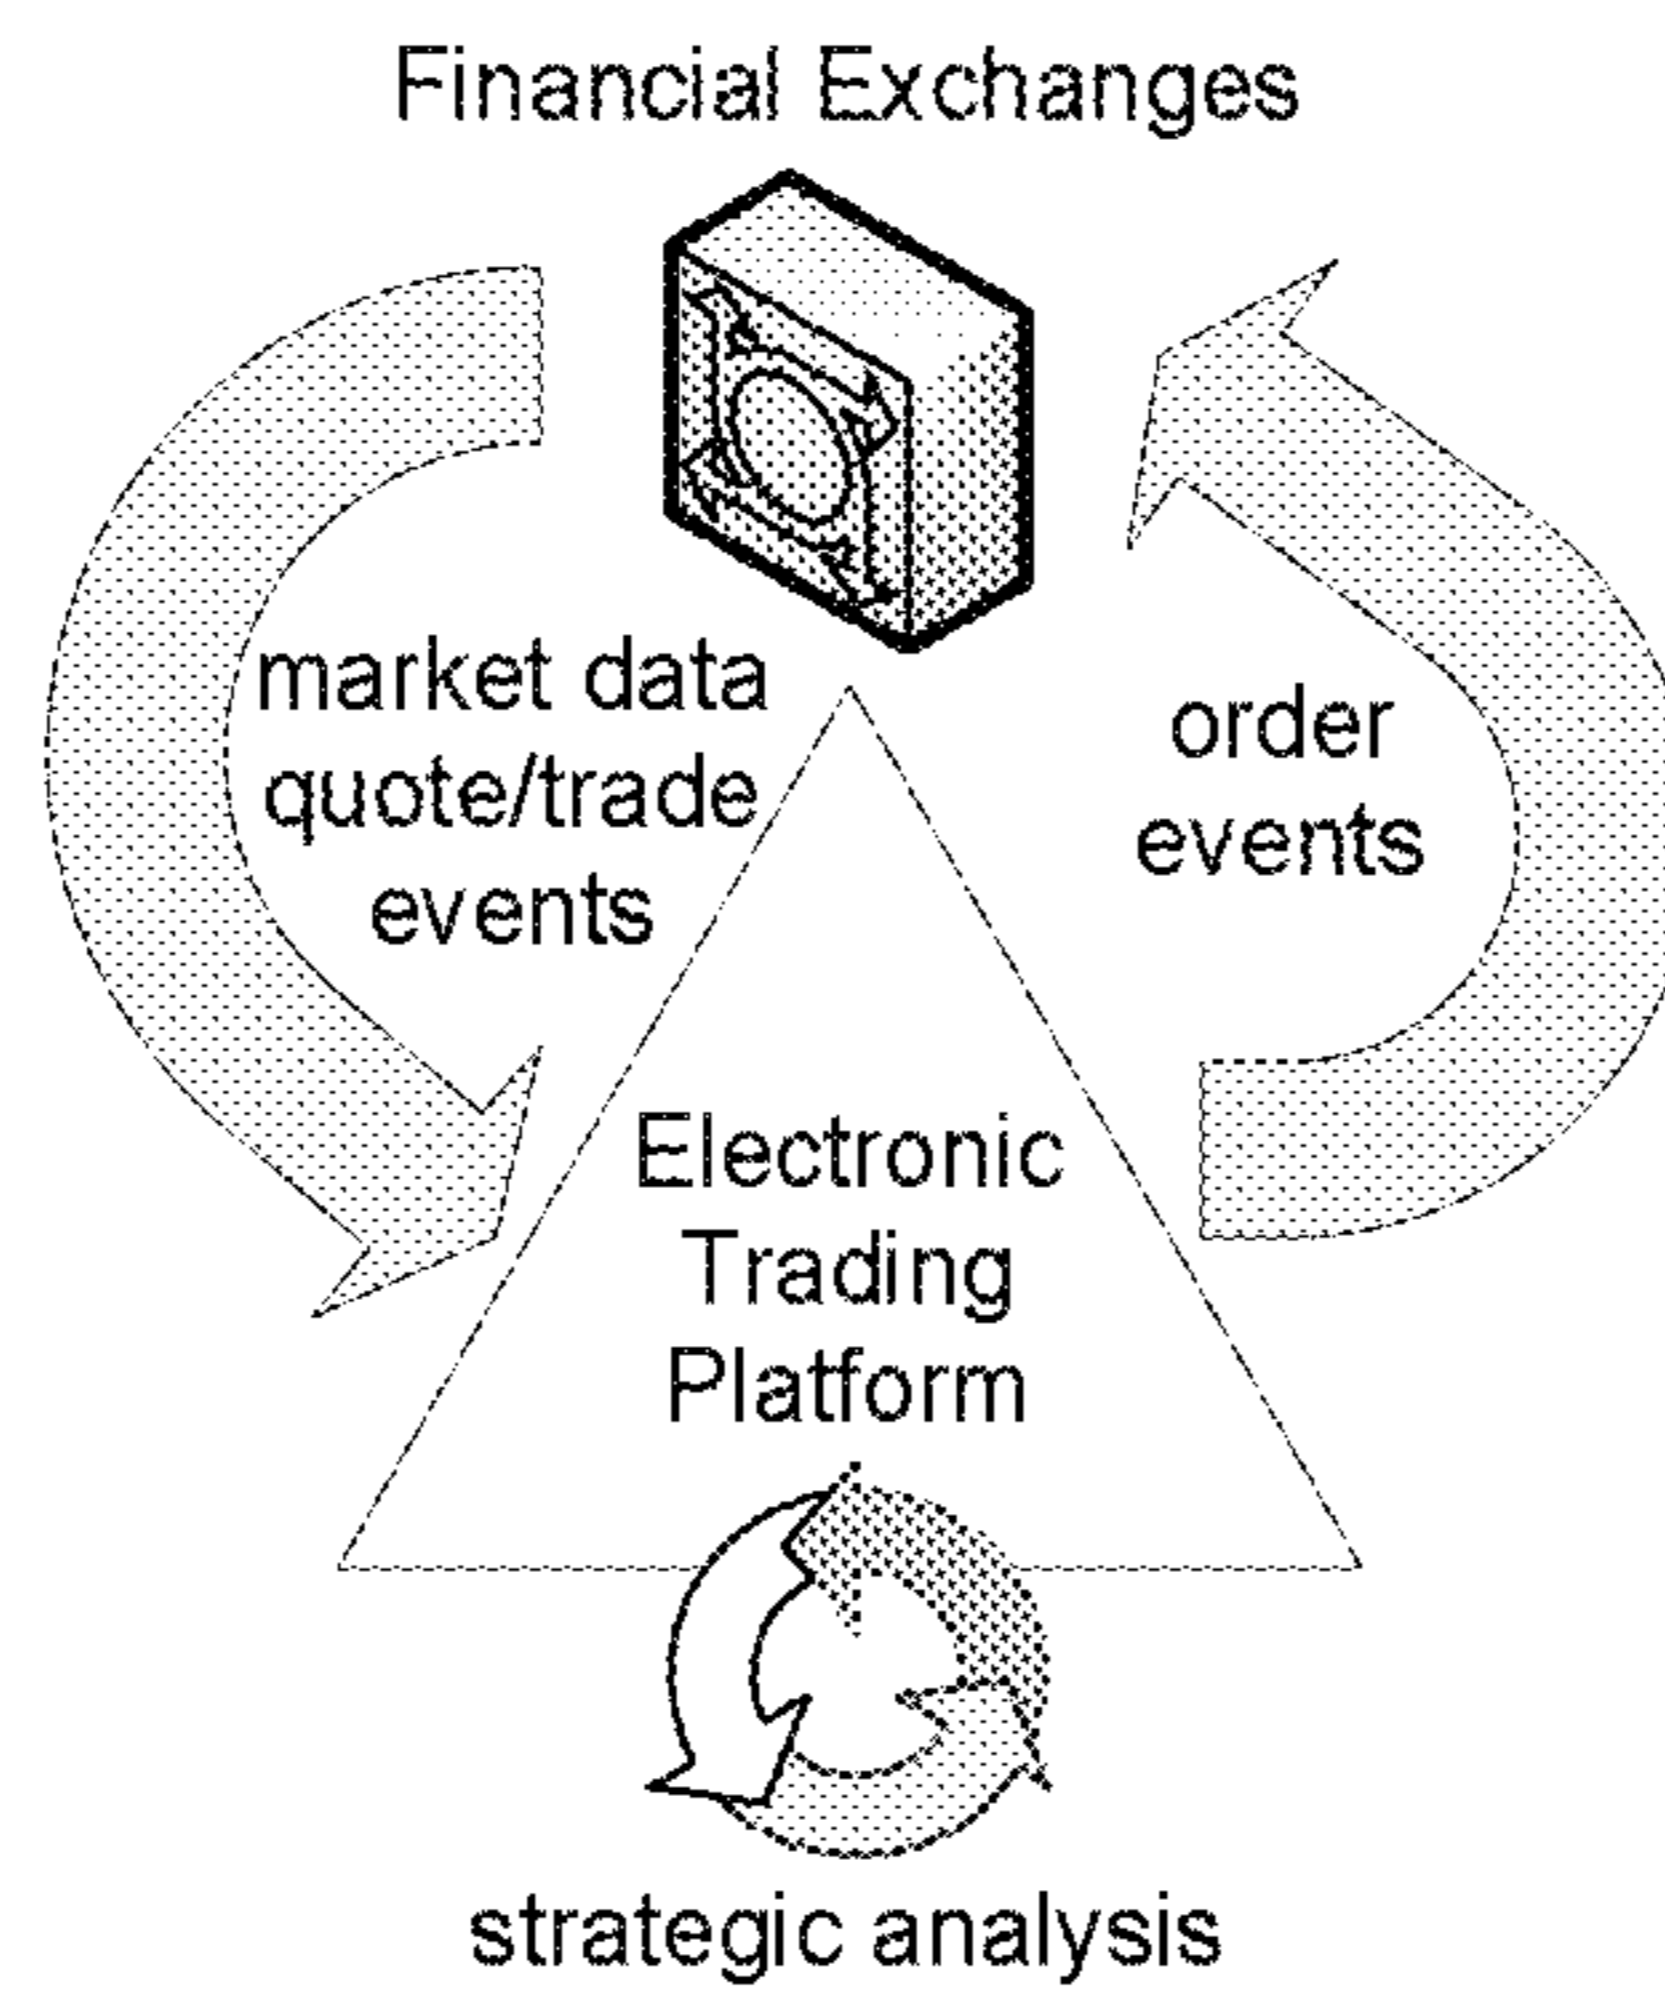 Financial Exchanges
market data
quote/trade
events
order
events
Electronic
Trading
Platform
strategic analysis